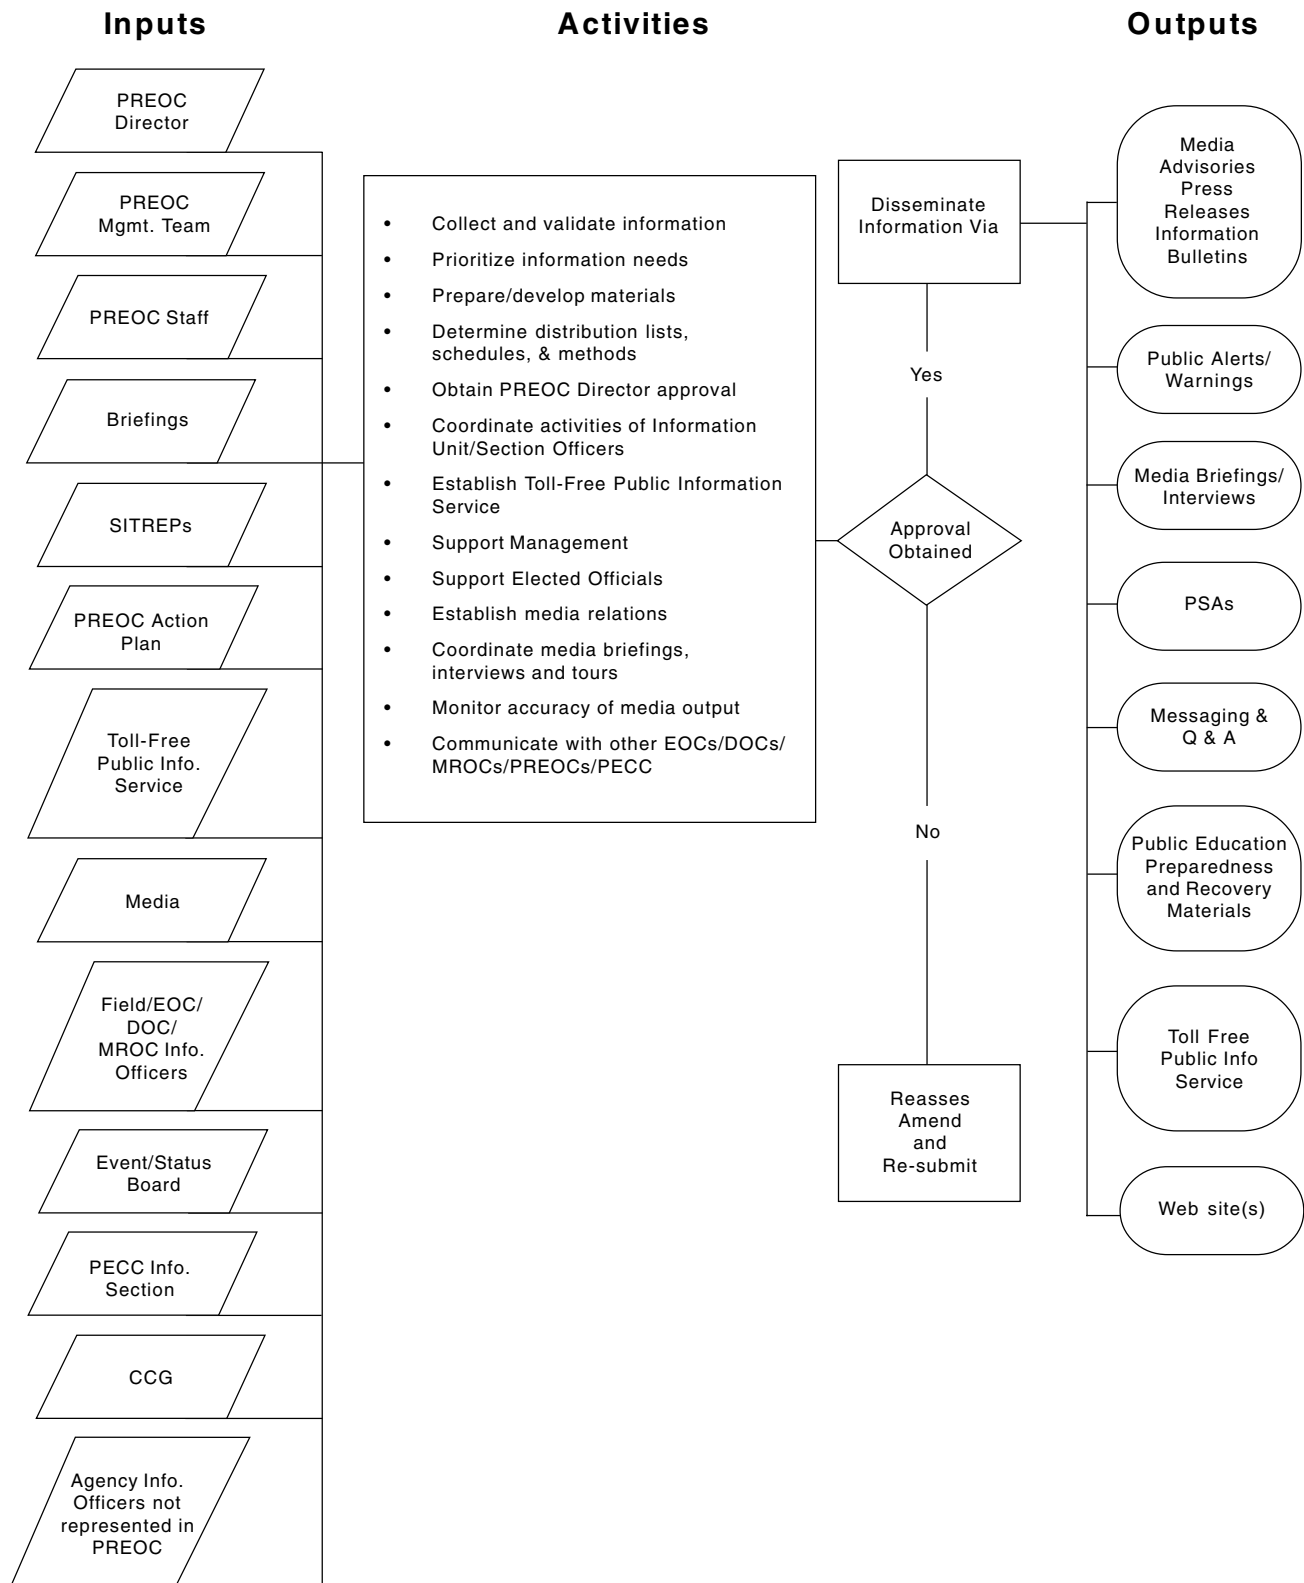 Inputs
Activities
Outputs
PREOC
Director
PREOC
Mgmt. Team
PREOC Staff
Briefings
SITREPs
PREOC Action
Plan
Toll-Free
Public Info.
Service
Media
Field/EOC/
DOC/
MROC Info.
Officers
Event/Status
Board
PECC Info.
Section
CCG
Agency Info.
Officers not
represented in
PREOC
• Collect and validate information
• Prioritize information needs
• Prepare/develop materials
• Determine distribution lists,
schedules, & methods
• Obtain PREOC Director approval
• Coordinate activities of Information
Unit/Section Officers
• Establish Toll-Free Public Information
Service
• Support Management
• Support Elected Officials
• Establish media relations
• Coordinate media briefings,
interviews and tours
• Monitor accuracy of media output
• Communicate with other EOCs/DOCs/
MROCs/PREOCs/PECC
Disseminate
Information Via
Yes
Approval
Obtained
No
Reasses
Amend
and
Re-submit
Media
Advisories
Press
Releases
Information
Bulletins
Public Alerts/
Warnings
Media Briefings/
Interviews
PSAs
Messaging &
Q & A
Public Education
Preparedness
and Recovery
Materials
Toll Free
Public Info
Service
Web site(s)